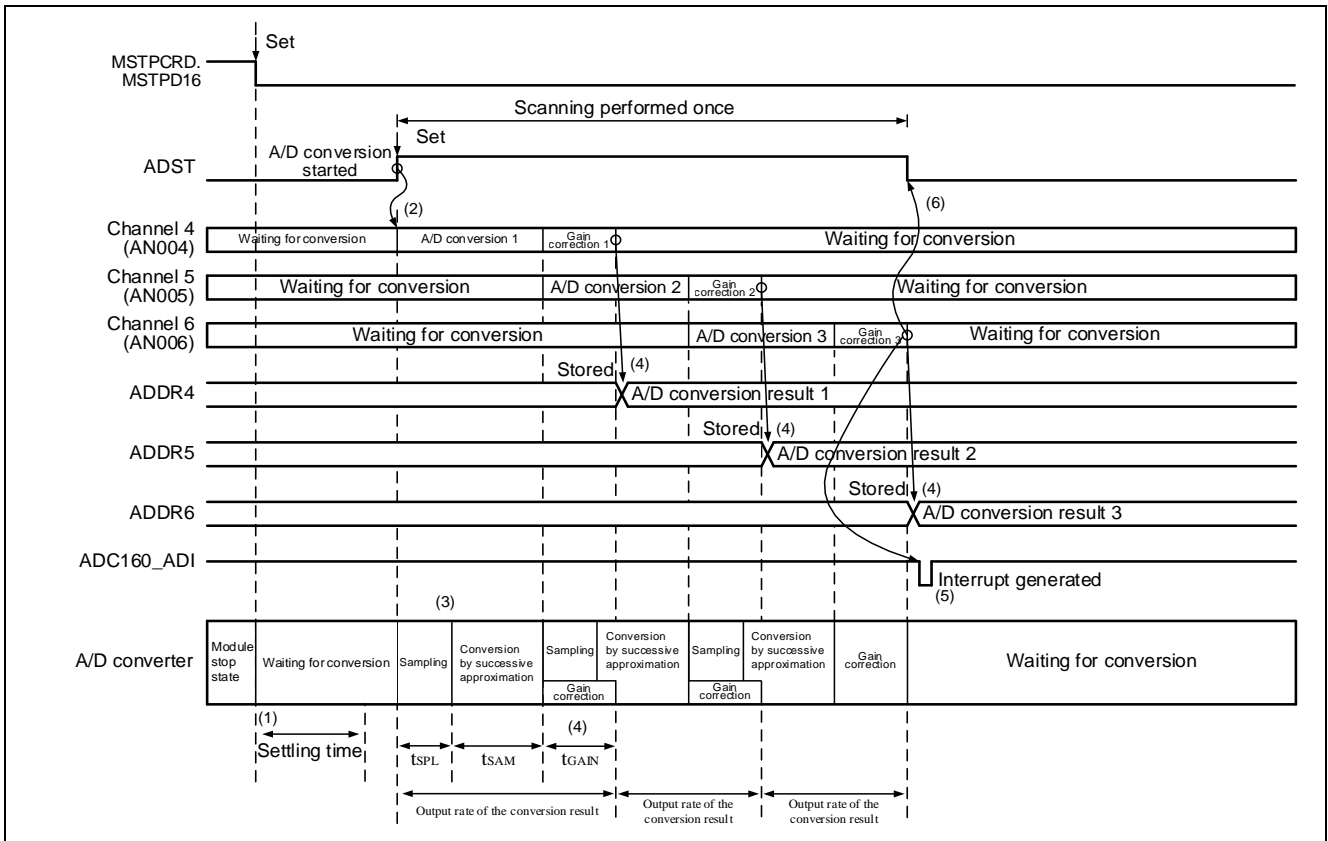 Set
MSTPCRD.
MSTPD16
Scanning performed once
Set
A/D conversion
started
ADST
(2)
(6)
Channel 4
(AN004)
Waiting for conversion
A/D conversion 1
Gain
correction 1
Waiting for conversion
Channel 5
(AN005)
Waiting for conversion
A/D conversion 2
Gain
correction 2
Waiting for conversion
Channel 6
(AN006)
Waiting for conversion
A/D conversion 3
Gain
correction 3
Waiting for conversion
Stored (4)
ADDR4
A/D conversion result 1
Stored (4)
ADDR5
A/D conversion result 2
Stored (4)
ADDR6
A/D conversion result 3
ADC160_ADI
Interrupt generated
(5)
(3)
A/D converter
Module
stop
state
Waiting for conversion
Sampling
Conversion
by successive
approximation
Sampling
Gain
correction
Conversion
by successive
approximation
Sampling
Gain
correction
Conversion
by successive
approximation
Gain
correction
Waiting for conversion
(1)
Settling time
(4)
tSPL
tSAM
tGAIN
Output rate of the conversion result
Output rate of the
conversion result
Output rate of the
conversion result